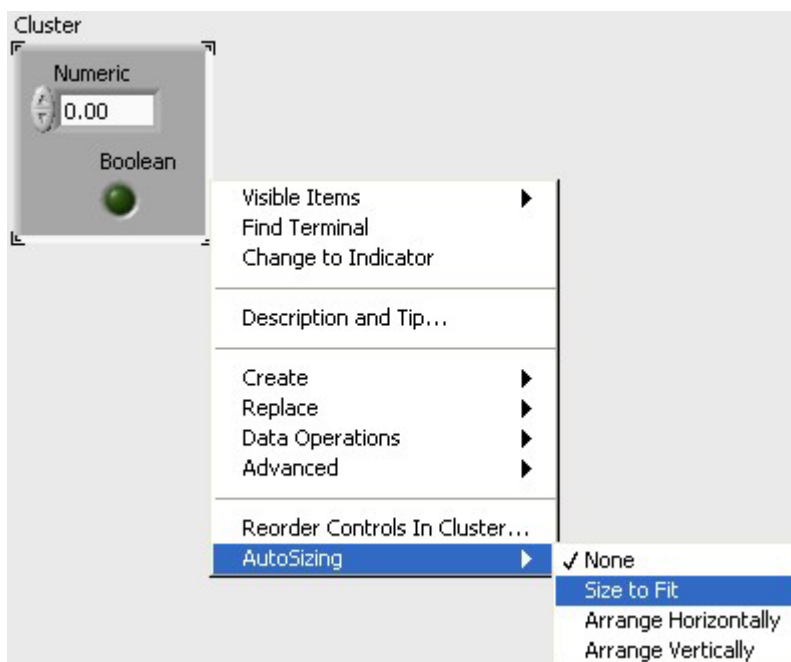 Cluster
Numeric
0.00
Boolean
Visible Items
Find Terminal
Change to Indicator
Description and Tip...
Create
Replace
Data Operations
Advanced
Reorder Controls In Cluster...
AutoSizing
None
Size to Fit
Arrange Horizontally
Arrange Vertically